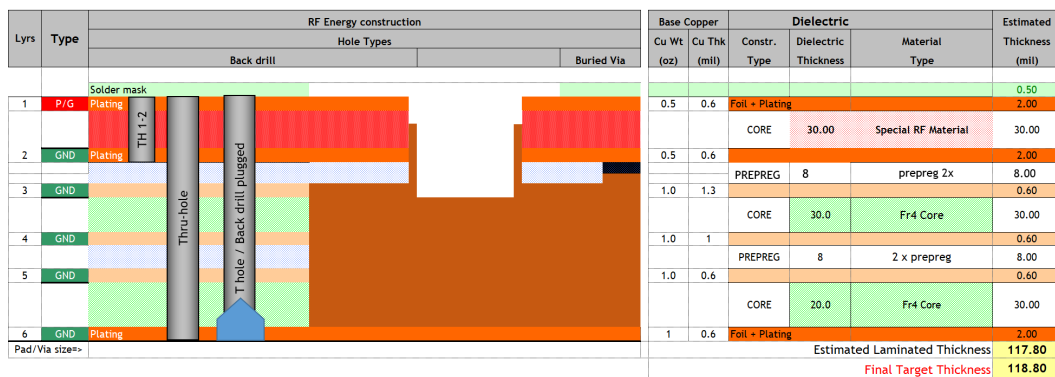 RF Energy construction Base Copper Dielectric Estimated
Lyrs Type Hole Types Cu Wt Cu Thk Constr. Dielectric Material Thickness
Back drill Buried Via (oz) (mil) Type Thickness Type (mil)
Solder mask 0.50
1 P/G Plating 0.5 0.6 Foil + Plating 2.00
CORE 30.00 Special RF Material 30.00
TH 1-2
2 GND Plating 0.5 0.6 2.00
PREPREG 8 prepreg 2x 8.00
3 GND 1.0 1.3 0.60
Thru-hole
T hole / Back drill plugged
CORE 30.0 Fr4 Core 30.00
4 GND 1.0 1 0.60
PREPREG 8 2 x prepreg 8.00
5 GND 1.0 0.6 0.60
CORE 20.0 Fr4 Core 30.00
6 GND Plating 1 0.6 Foil + Plating 2.00
Pad/Via size=> Estimated Laminated Thickness 117.80
Final Target Thickness 118.80